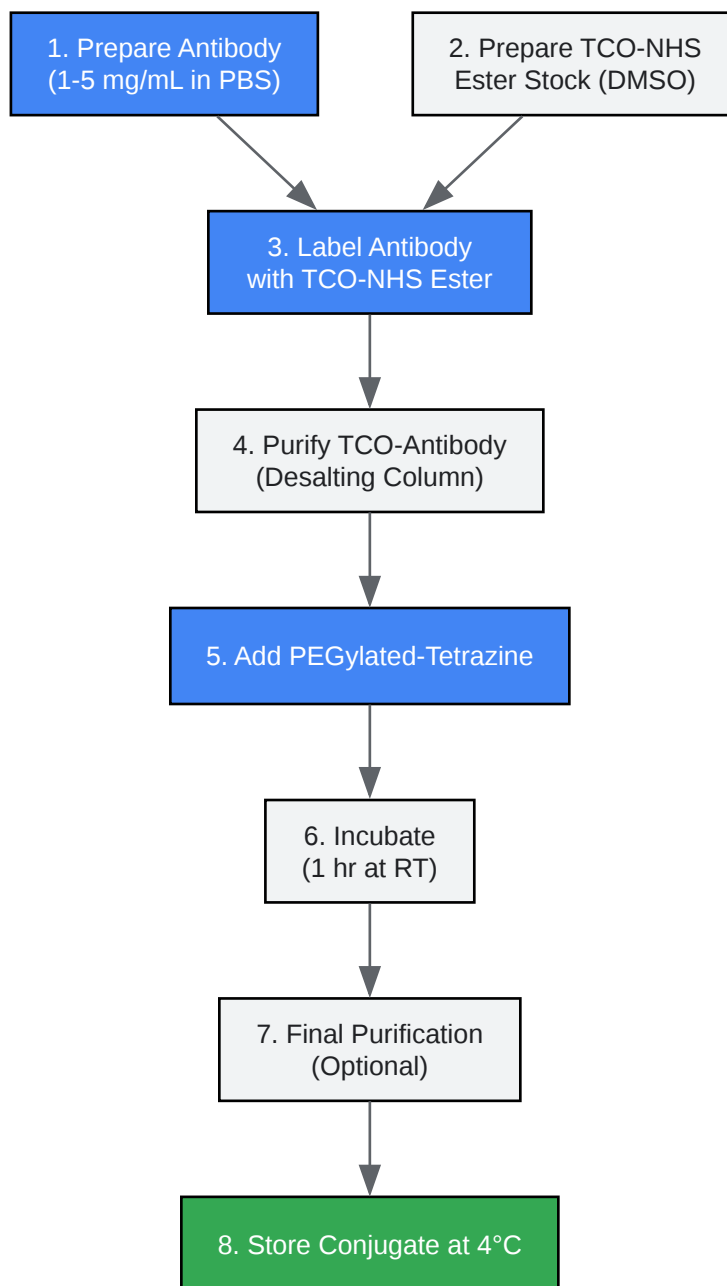 1. Prepare Antibody
(1-5 mg/mL in PBS)
2. Prepare TCO-NHS
Ester Stock (DMSO)
3. Label Antibody
with TCO-NHS Ester
4. Purify TCO-Antibody
(Desalting Column)
5. Add PEGylated-Tetrazine
6. Incubate
(1 hr at RT)
7. Final Purification
(Optional)
8. Store Conjugate at 4°C